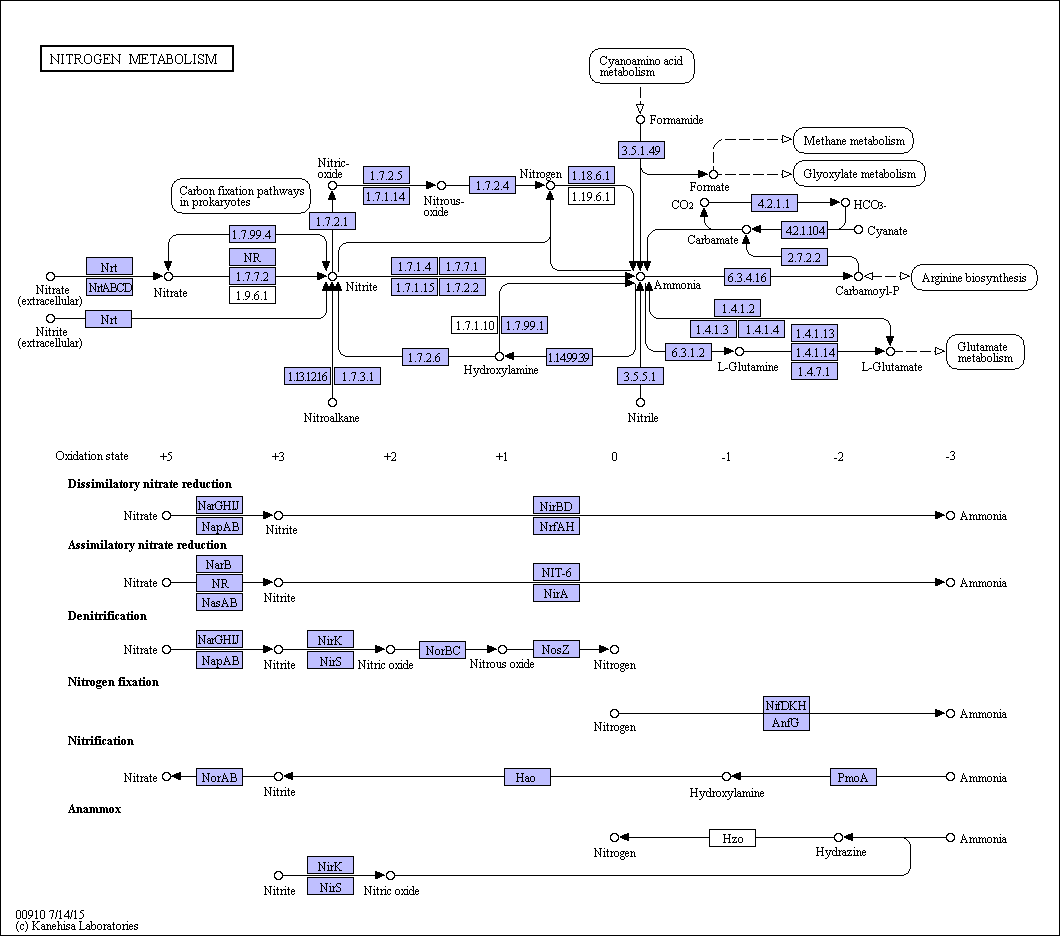 NITROGEN METABOLISM
Cyanoamino acid
metabolism
Formamide
3.5.1.49
Methane metabolism
Glyoxylate metabolism
Formate
Nitric-
oxide
1.7.2.5
1.7.1.14
Nitrous-
oxide
1.7.2.4
Nitrogen
1.18.6.1
1.19.6.1
Carbon fixation pathways
in prokaryotes
1.7.2.1
CO2
4.2.1.1
HCO3-
Carbamate
4.2.1.104
Cyanate
1.7.99.4
2.7.2.2
Nrt
NrtABCD
NR
1.7.7.2
1.9.6.1
Nitrate
(extracellular)
Nitrate
Nitrite
1.7.1.4
1.7.7.1
1.7.1.15
1.7.2.2
Ammonia
6.3.4.16
Carbamoyl-P
Arginine biosynthesis
Nrt
Nitrite
(extracellular)
1.7.1.10
1.7.99.1
1.4.1.2
1.4.1.3
1.4.1.4
1.4.1.13
1.4.1.14
1.4.7.1
1.7.2.6
Hydroxylamine
1.14.99.39
6.3.1.2
L-Glutamine
L-Glutamate
Glutamate
metabolism
1.13.12.16
1.7.3.1
3.5.5.1
Nitroalkane
Nitrile
Oxidation state +5 +3 +2 +1 0 -1 -2 -3
Dissimilatory nitrate reduction
NarGHIJ
NapAB
NirBD
NrfAH
Nitrate
Nitrite
Ammonia
Assimilatory nitrate reduction
NarB
NR
NasAB
NIT-6
NirA
Nitrate
Nitrite
Ammonia
Denitrification
NarGHIJ
NapAB
NirK
NirS
NorBC
NosZ
Nitrate
Nitrite
Nitric oxide
Nitrous oxide
Nitrogen
Nitrogen fixation
NifDKH
AnfG
Nitrogen
Ammonia
Nitrification
Nitrate
NorAB
Nitrite
Hao
Hydroxylamine
PmoA
Ammonia
Anammox
Nitrogen
Hzo
Hydrazine
Ammonia
NirK
NirS
Nitrite
Nitric oxide
00910 7/14/15
(c) Kanehisa Laboratories